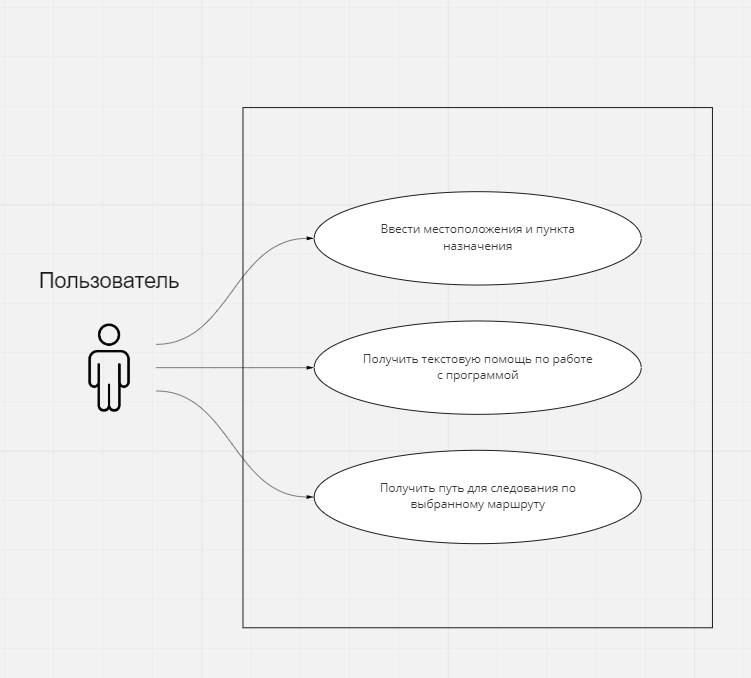 Ввести местоположения и пункта
назначения
Пользователь
Получить текстовую помощь по работе
с программой
Получить путь для следования по
выбранному маршруту